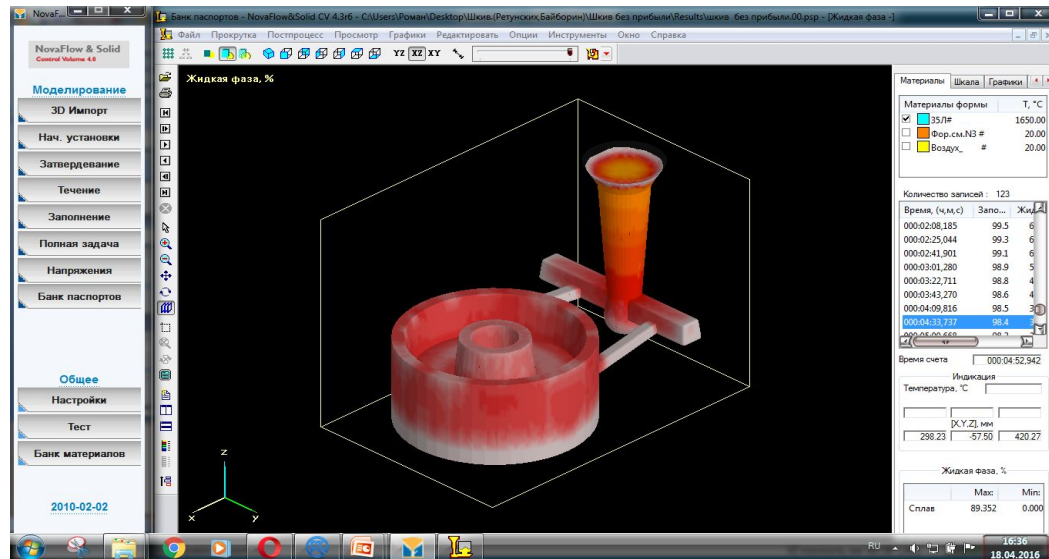 NovaF...
NovaFlow & Solid
Control Volume 4.0
Моделирование
3D Импорт
Нач. установки
Затвердевание
Течение
Заполнение
Полная задача
Напряжения
Банк паспортов
Общее
Настройки
Тест
Банк материалов
2010-02-02
Банк паспортов - NovaFlow&Solid CV 4.3r6 - C:\Users\Роман\Desktop\Шкив.(Ретунских,Байборин)\Шкив без прибыли\Results\шкив без прибыли.00.psp - [Жидкая фаза -]
Файл Прокрутка Постпроцесс Просмотр Графики Редактировать Опции Инструменты Окно Справка
YZ XZ XY
Жидкая фаза, %
z
x
y
Материалы Шкала Графики
Материалы формы T, °C
35Л# 1650.00
Фор.см.N3 # 20.00
Воздух_ # 20.00
Количество записей : 123
Время, (ч,м,с) Запо... Жид
000:02:08,185 99.5 6
000:02:25,044 99.3 6
000:02:41,901 99.1 6
000:03:01,280 98.9 5
000:03:22,711 98.8 4
000:03:43,270 98.6 4
000:04:09,816 98.5 3
000:04:33,737 98.4 3
Время счета 000:04:52,942
Индикация
Температура, °C
[X,Y,Z], мм
298.23 -57.50 420.27
Жидкая фаза, %
Max: Min:
Сплав 89.352 0.000
RU
16:36
18.04.2016